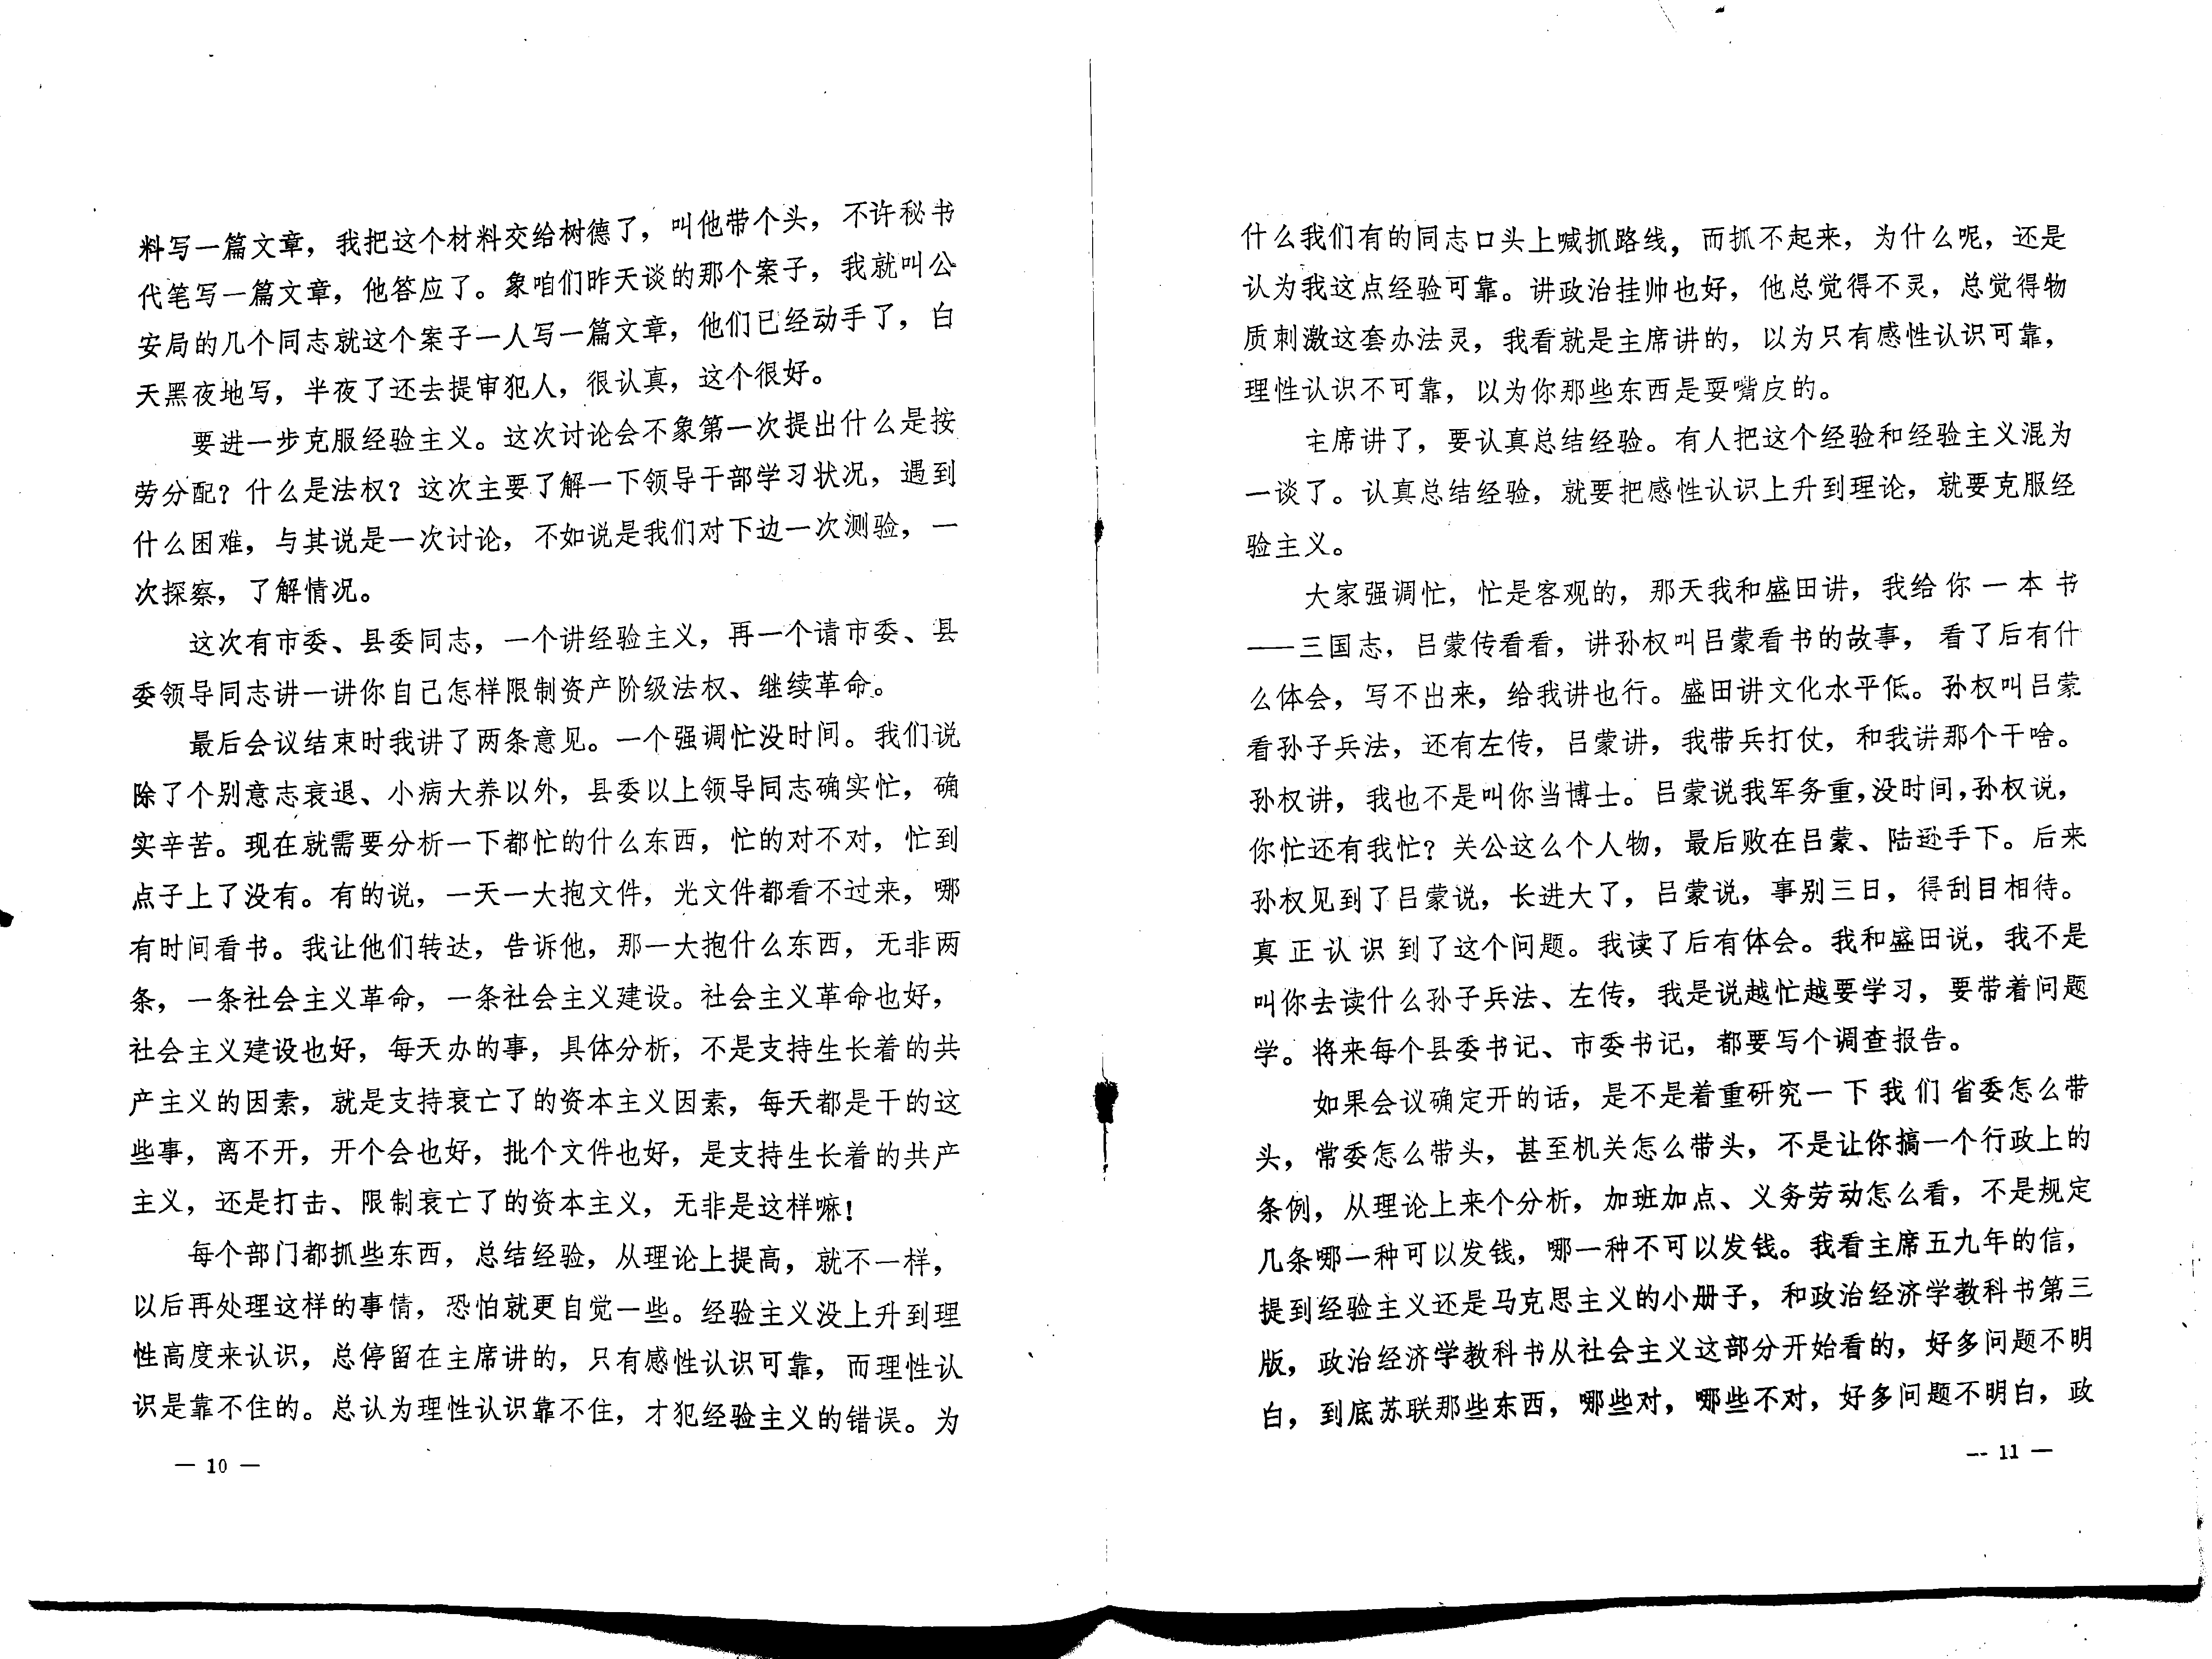 料写一篇文章，我把这个材料交给树德了，叫他带个头，不许秘书
代笔写一篇文章，他答应了。象咱们昨天谈的那个案子，我就叫公
安局的几个同志就这个案子一人写一篇文章，他们已经动手了，白
天黑夜地写，半夜了还去提审犯人，很认真，这个很好。
要进一步克服经验主义。这次讨论会不象第一次提出什么是按
劳分配？什么是法权？这次主要了解一下领导干部学习状况，遇到
什么困难，与其说是一次讨论，不如说是我们对下边一次测验，一
次探察，了解情况。
这次有市委、县委同志，一个讲经验主义，再一个请市委、县
委领导同志讲一讲你自己怎样限制资产阶级法权、继续革命。
最后会议结束时我讲了两条意见。一个强调忙没时间。我们说
除了个别意志衰退、小病大养以外，县委以上领导同志确实忙，确
实辛苦。现在就需要分析一下都忙的什么东西，忙的对不对，忙到
点子上了没有。有的说，一天一大抱文件，光文件都看不过来，哪
有时间看书。我让他们转达，告诉他，那一大抱什么东西，无非两
条，一条社会主义革命，一条社会主义建设。社会主义革命也好，
社会主义建设也好，每天办的事，具体分析，不是支持生长着的共
产主义的因素，就是支持衰亡了的资本主义因素，每天都是干的这
些事，离不开，开个会也好，批个文件也好，是支持生长着的共产
主义，还是打击、限制衰亡了的资本主义，无非是这样嘛！
每个部门都抓些东西，总结经验，从理论上提高，就不一样，
以后再处理这样的事情，恐怕就更自觉一些。经验主义没上升到理
性高度来认识，总停留在主席讲的，只有感性认识可靠，而理性认
识是靠不住的。总认为理性认识靠不住，才犯经验主义的错误。为
— 10 —
什么我们有的同志口头上喊抓路线，而抓不起来，为什么呢，还是
认为我这点经验可靠。讲政治挂帅也好，他总觉得不灵，总觉得物
质刺激这套办法灵，我看就是主席讲的，以为只有感性认识可靠，
理性认识不可靠，以为你那些东西是耍嘴皮的。
主席讲了，要认真总结经验。有人把这个经验和经验主义混为
一谈了。认真总结经验，就要把感性认识上升到理论，就要克服经
验主义。
大家强调忙，忙是客观的，那天我和盛田讲，我给你一本书
——三国志，吕蒙传看看，讲孙权叫吕蒙看书的故事，看了后有什
么体会，写不出来，给我讲也行。盛田讲文化水平低。孙权叫吕蒙
看孙子兵法，还有左传，吕蒙讲，我带兵打仗，和我讲那个干啥。
孙权讲，我也不是叫你当博士。吕蒙说我军务重，没时间，孙权说，
你忙还有我忙？关公这么个人物，最后败在吕蒙、陆逊手下。后来
孙权见到了吕蒙说，长进大了，吕蒙说，事别三日，得刮目相待。
真正认识到了这个问题。我读了后有体会。我和盛田说，我不是
叫你去读什么孙子兵法、左传，我是说越忙越要学习，要带着问题
学。将来每个县委书记、市委书记，都要写个调查报告。
如果会议确定开的话，是不是着重研究一下我们省委怎么带
头，常委怎么带头，甚至机关怎么带头，不是让你搞一个行政上的
条例，从理论上来个分析，加班加点、义务劳动怎么看，不是规定
几条哪一种可以发钱，哪一种不可以发钱。我看主席五九年的信，
提到经验主义还是马克思主义的小册子，和政治经济学教科书第三
版，政治经济学教科书从社会主义这部分开始看的，好多问题不明
白，到底苏联那些东西，哪些对，哪些不对，好多问题不明白，政
— 11 —